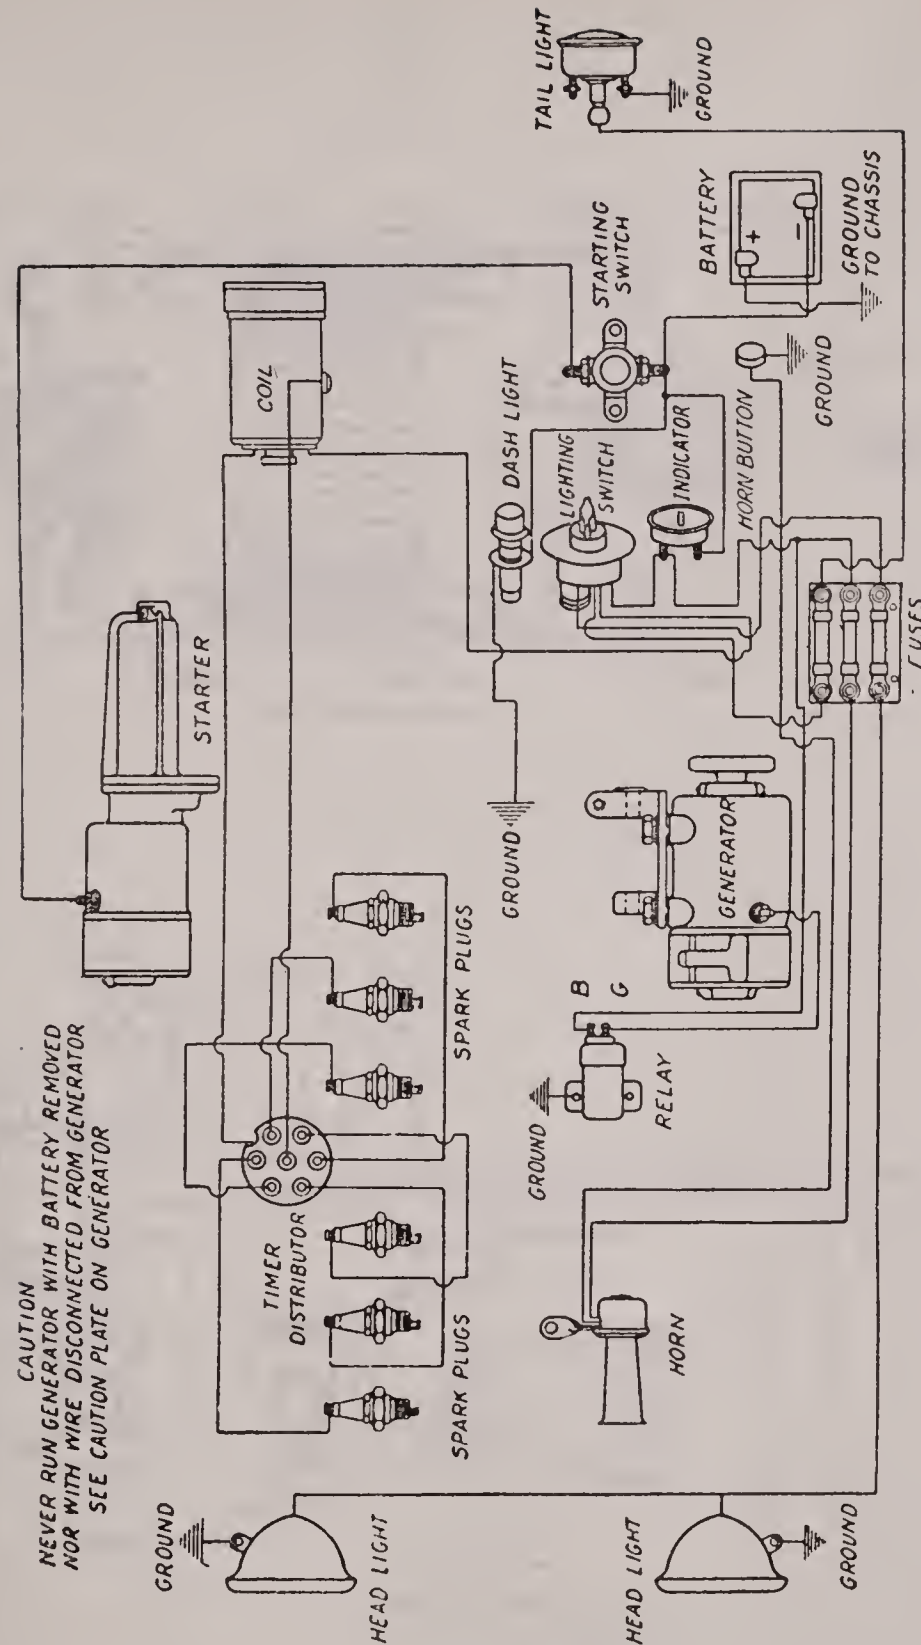 CAUTION
NEVER RUN GENERATOR WITH BATTERY REMOVED
NOR WITH WIRE DISCONNECTED FROM GENERATOR
SEE CAUTION PLATE ON GENERATOR
STARTER
COIL
TAIL LIGHT
GROUND
STARTING
SWITCH
BATTERY
+
-
GROUND
TO CHASSIS
DASH LIGHT
LIGHTING
SWITCH
INDICATOR
HORN BUTTON
GROUND
FUSES
GROUND
SPARK PLUGS
TIMER
DISTRIBUTOR
SPARK PLUGS
GENERATOR
B
G
RELAY
GROUND
HORN
GROUND
HEAD LIGHT
HEAD LIGHT
GROUND